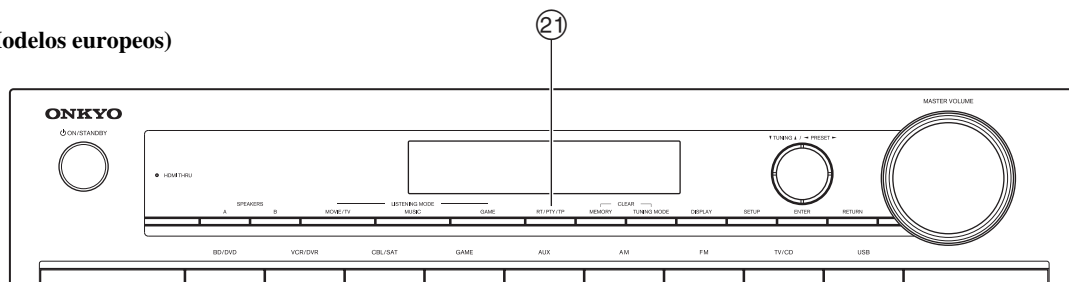 ㉑
Modelos europeos)
ONKYO
MASTER VOLUME
ON/STANDBY
TUNING / PRESET
HDMI THRU
SPEAKERS
LISTENING MODE
CLEAR
A B MOVIE/TV MUSIC GAME RT/PTY/TP MEMORY TUNING MODE DISPLAY SETUP ENTER RETURN
BD/DVD VCR/DVR CBL/SAT GAME AUX AM FM TV/CD USB